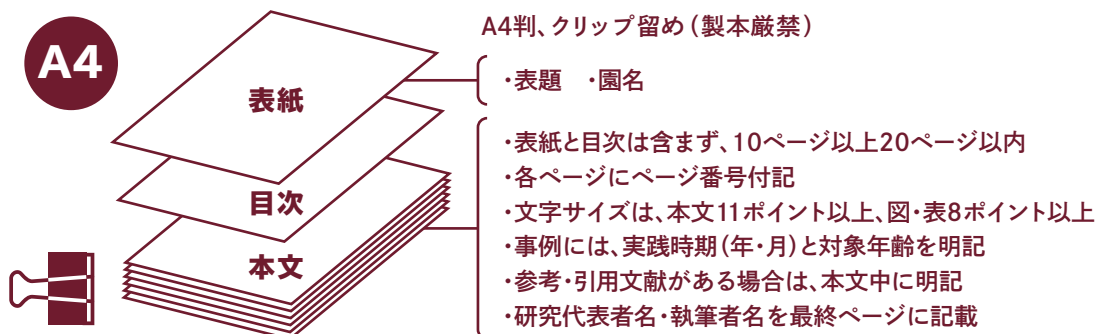 A4
A4判、クリップ留め（製本厳禁）
表紙
・表題　・園名
目次
本文
・表紙と目次は含まず、10ページ以上20ページ以内
・各ページにページ番号付記
・文字サイズは、本文11ポイント以上、図・表8ポイント以上
・事例には、実践時期（年・月）と対象年齢を明記
・参考・引用文献がある場合は、本文中に明記
・研究代表者名・執筆者名を最終ページに記載